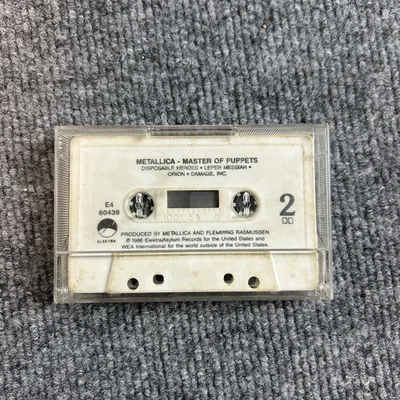 METALLICA - MASTER OF PUPPETS
DISPOSABLE HEROES • LEPER MESSIAH •
ORION • DAMAGE, INC.
E4
60439
2
ELEKTRA
PRODUCED BY METALLICA AND FLEMMING RASMUSSEN
℗ 1986 Elektra/Asylum Records for the United States and
WEA International for the world outside of the United States.